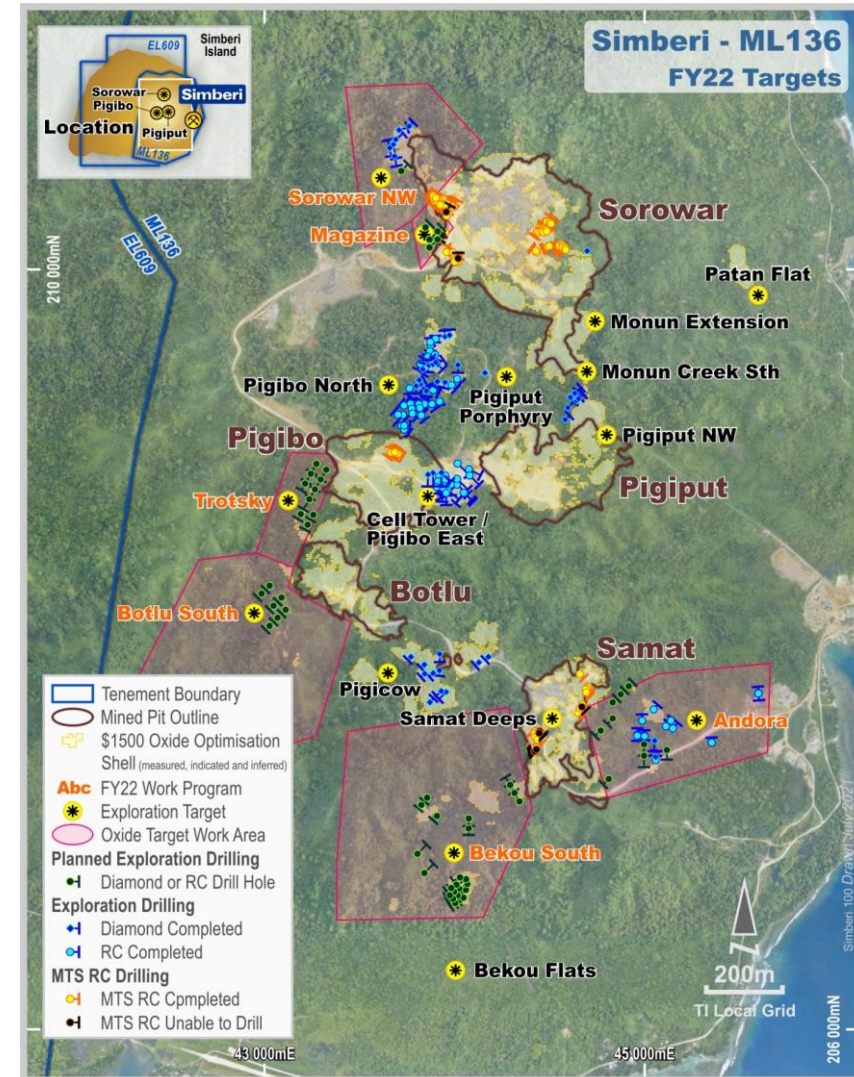 Simberi - ML136
FY22 Targets
EL609
Simberi
Island
Sorowar
Pigibo
Simberi
Location
Pigiput
ML136
Sorowar NW
Magazine
Sorowar
210 000mN
ML136
EL609
Patan Flat
Monun Extension
Monun Creek Sth
Pigibo North
Pigiput
Porphyry
Pigiput NW
Pigibo
Pigiput
Trotsky
Cell Tower /
Pigibo East
Botlu
Botlu South
Samat
Pigicow
Samat Deeps
Andora
Bekou South
Bekou Flats
Tenement Boundary
Mined Pit Outline
$1500 Oxide Optimisation
Shell (measured, indicated and inferred)
Abc FY22 Work Program
Exploration Target
Oxide Target Work Area
Planned Exploration Drilling
Diamond or RC Drill Hole
Exploration Drilling
Diamond Completed
RC Completed
MTS RC Drilling
MTS RC Cpmpleted
MTS RC Unable to Drill
N
200m
TI Local Grid
Simberi 100 Drawn July 2021
206 000mN
43 000mE
45 000mE